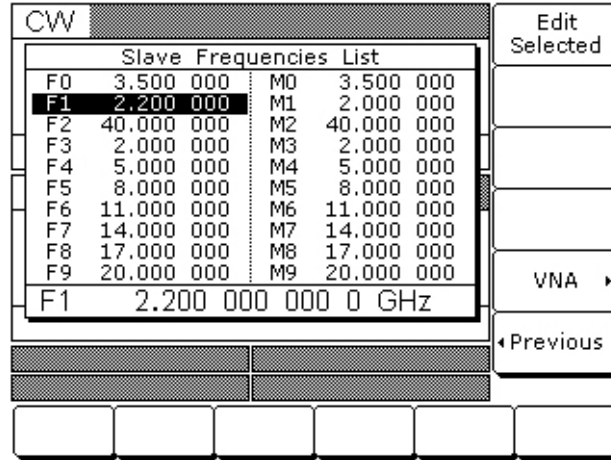 CW
Edit
Selected
Slave Frequencies List
F0 3.500 000 M0 3.500 000
F1 2.200 000 M1 2.000 000
F2 40.000 000 M2 40.000 000
F3 2.000 000 M3 2.000 000
F4 5.000 000 M4 5.000 000
F5 8.000 000 M5 8.000 000
F6 11.000 000 M6 11.000 000
F7 14.000 000 M7 14.000 000
F8 17.000 000 M8 17.000 000
F9 20.000 000 M9 20.000 000
F1 2.200 000 000 0 GHz
VNA
Previous